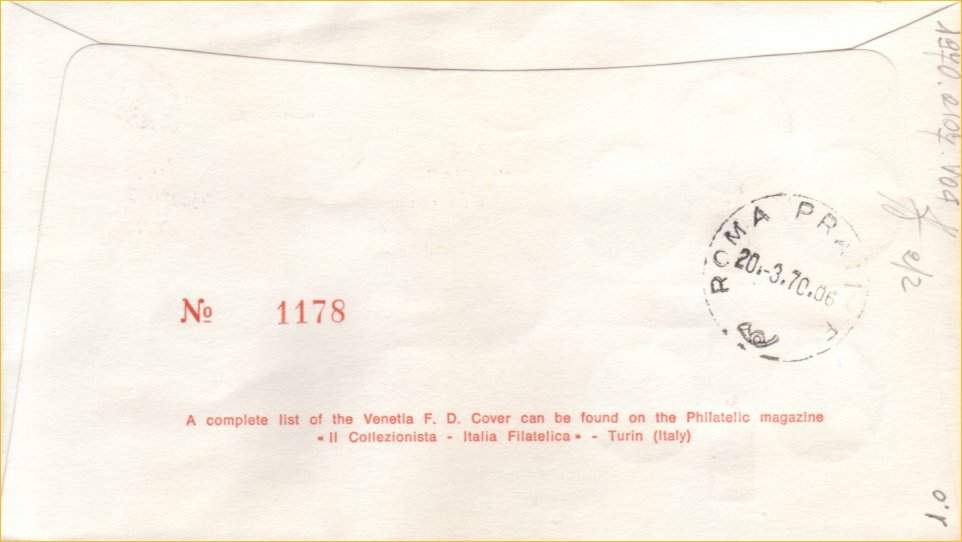 № 1178
ROMA PRA
20.-3.70.06
A complete list of the Venetia F. D. Cover can be found on the Philatelic magazine
« Il Collezionista - Italia Filatelica » - Turin (Italy)